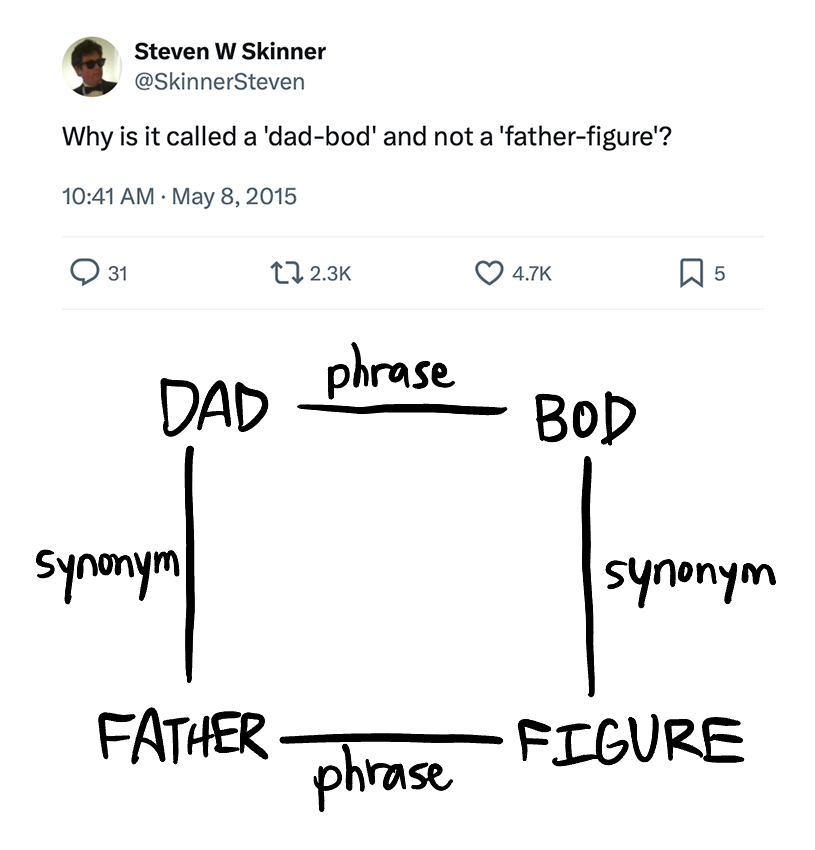 Steven W Skinner
@SkinnerSteven
Why is it called a 'dad-bod' and not a 'father-figure'?
10:41 AM · May 8, 2015
31 2.3K 4.7K 5
phrase
DAD BOD
synonym synonym
FATHER FIGURE
phrase